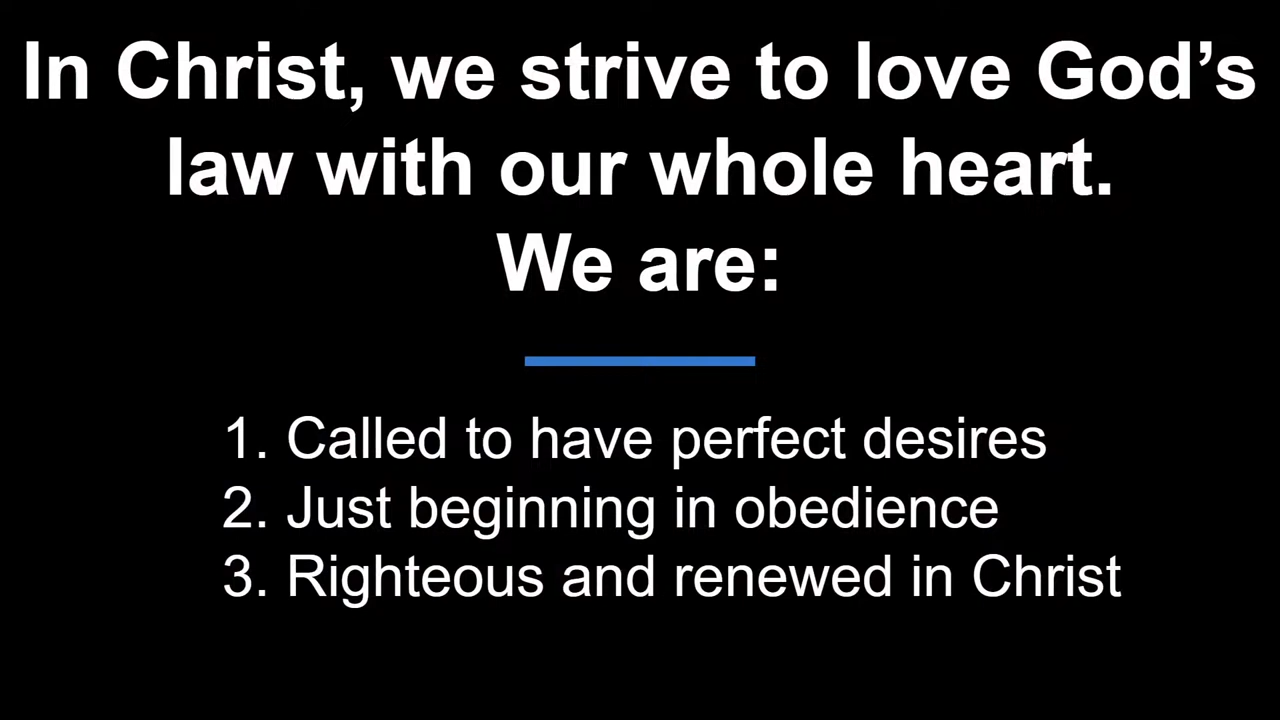 In Christ, we strive to love God’s
law with our whole heart.
We are:
1. Called to have perfect desires
2. Just beginning in obedience
3. Righteous and renewed in Christ